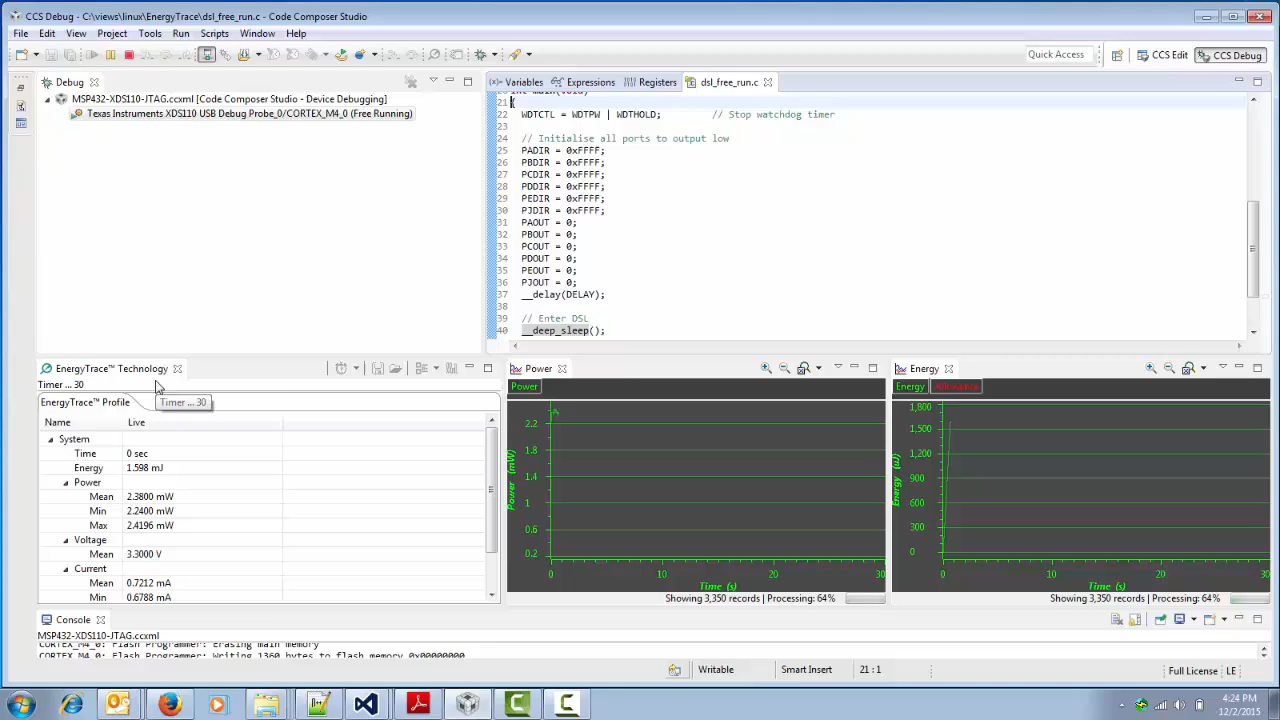 CCS Debug - C:\views\linux\EnergyTrace\dsl_free_run.c - Code Composer Studio
File Edit View Project Tools Run Scripts Window Help
Quick Access CCS Edit CCS Debug
Debug
MSP432-XDS110-JTAG.ccxml [Code Composer Studio - Device Debugging]
Texas Instruments XDS110 USB Debug Probe_0/CORTEX_M4_0 (Free Running)
Variables Expressions Registers dsl_free_run.c
20 int main(void)
21 {
22 WDTCTL = WDTPW | WDTHOLD; // Stop watchdog timer
23
24 // Initialise all ports to output low
25 PADIR = 0xFFFF;
26 PBDIR = 0xFFFF;
27 PCDIR = 0xFFFF;
28 PDDIR = 0xFFFF;
29 PEDIR = 0xFFFF;
30 PJDIR = 0xFFFF;
31 PAOUT = 0;
32 PBOUT = 0;
33 PCOUT = 0;
34 PDOUT = 0;
35 PEOUT = 0;
36 PJOUT = 0;
37 __delay(DELAY);
38
39 // Enter DSL
40 __deep_sleep();
EnergyTrace™ Technology
Timer ... 30
Timer ... 30
EnergyTrace™ Profile
Name Live
System
Time 0 sec
Energy 1.598 mJ
Power
Mean 2.3800 mW
Min 2.2400 mW
Max 2.4196 mW
Voltage
Mean 3.3000 V
Current
Mean 0.7212 mA
Min 0.6788 mA
Power
Power
2.2
1.8
1.4
1
0.6
0.2
Power (mW)
0 10 20 30
Time (s)
Showing 3,350 records | Processing: 64%
Energy
Energy Allowance
1,800
1,500
1,200
900
600
300
0
Energy (uJ)
0 10 20 30
Time (s)
Showing 3,350 records | Processing: 64%
Console
MSP432-XDS110-JTAG.ccxml
CORTEX_M4_0: Flash Programmer: Erasing main memory
CORTEX_M4_0: Flash Programmer: Writing 1360 bytes to flash memory 0x00000000
Writable Smart Insert 21 : 1 Full License LE
4:24 PM
12/2/2015